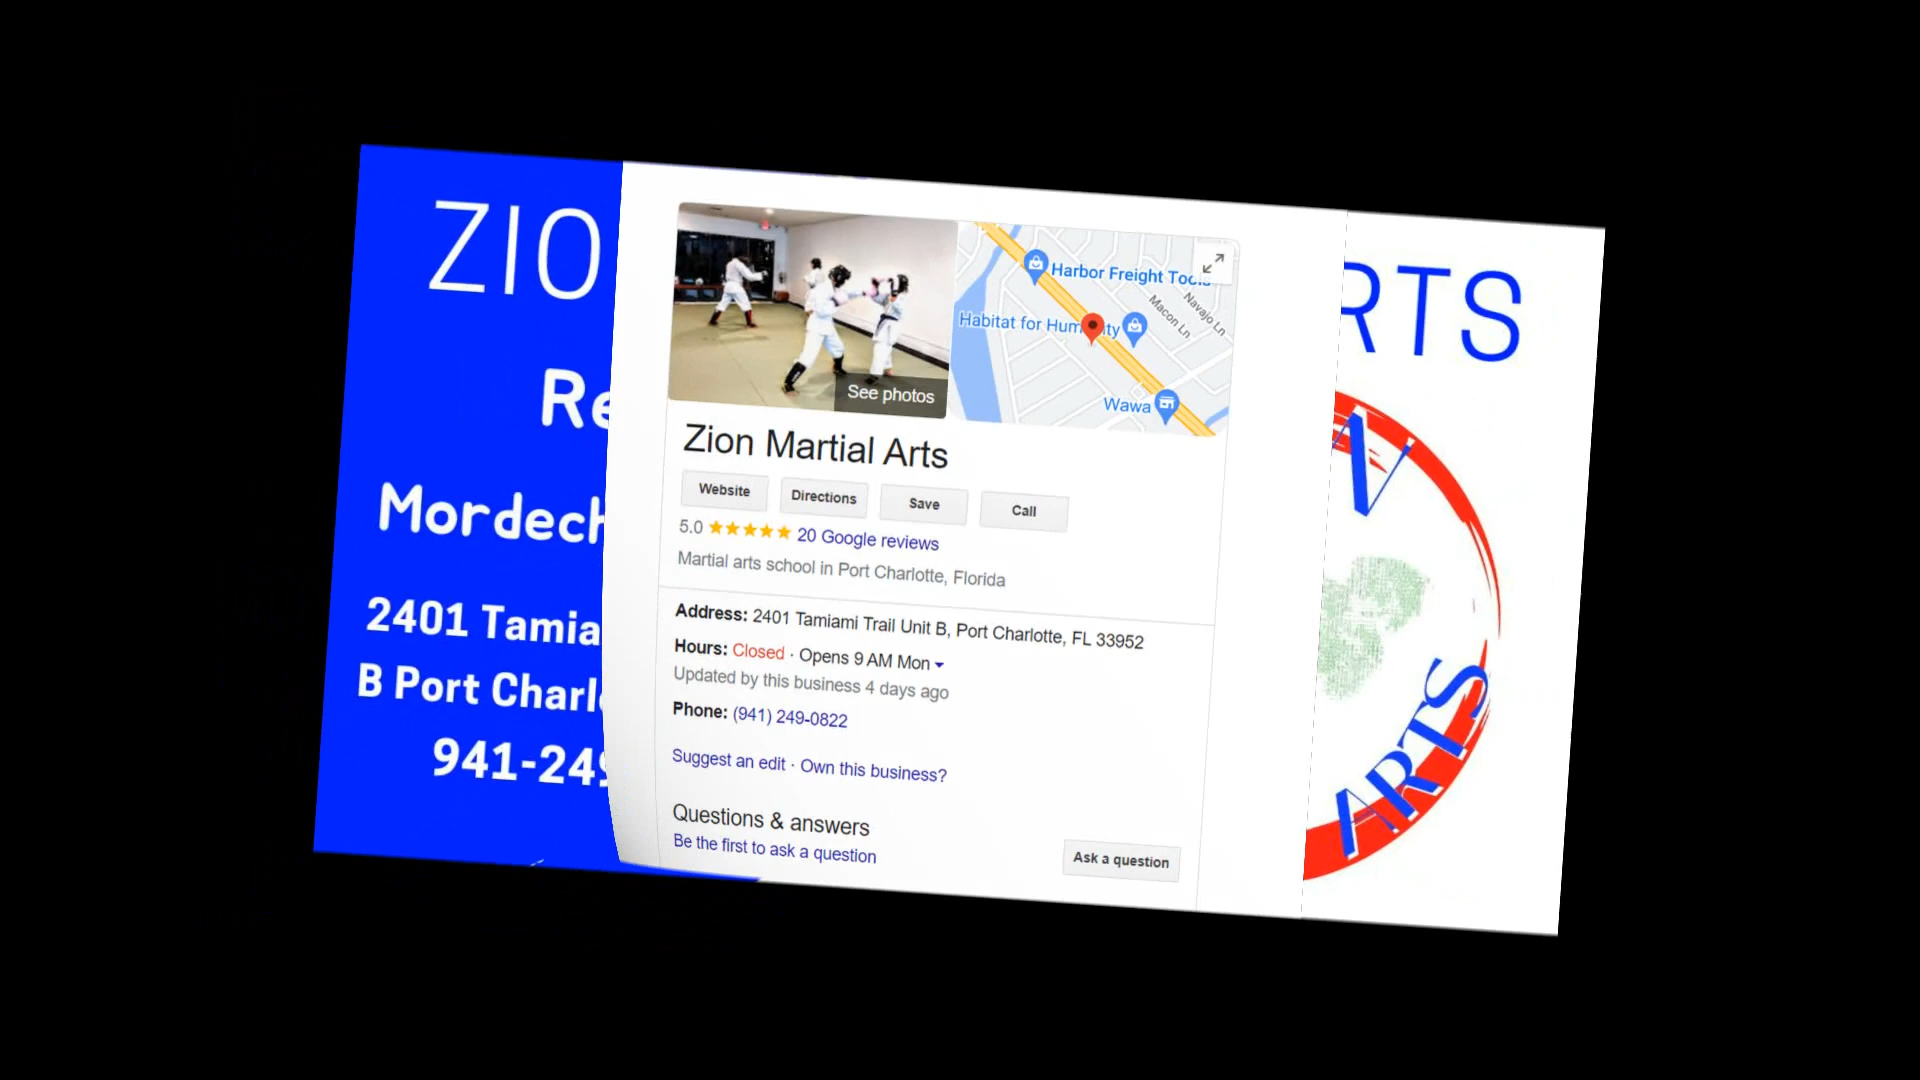 ZIO
Re
Mordech
2401 Tamia
B Port Charl
941-249
See photos
Harbor Freight Tools
Navajo Ln
Macon Ln
Habitat for Hum ity
Wawa
Zion Martial Arts
Website
Directions
Save
Call
5.0 ★★★★★ 20 Google reviews
Martial arts school in Port Charlotte, Florida
Address: 2401 Tamiami Trail Unit B, Port Charlotte, FL 33952
Hours: Closed · Opens 9 AM Mon
Updated by this business 4 days ago
Phone: (941) 249-0822
Suggest an edit · Own this business?
Questions & answers
Be the first to ask a question
Ask a question
RTS
ARTS